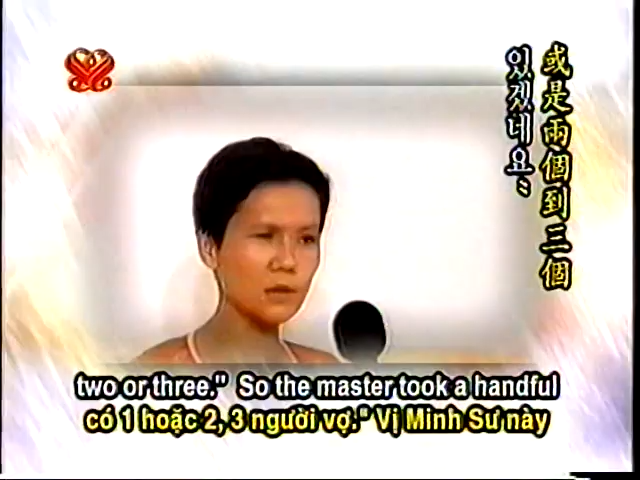 或是兩個到三個
있겠네요"
two or three." So the master took a handful
có 1 hoặc 2, 3 người vợ." Vị Minh Sư này